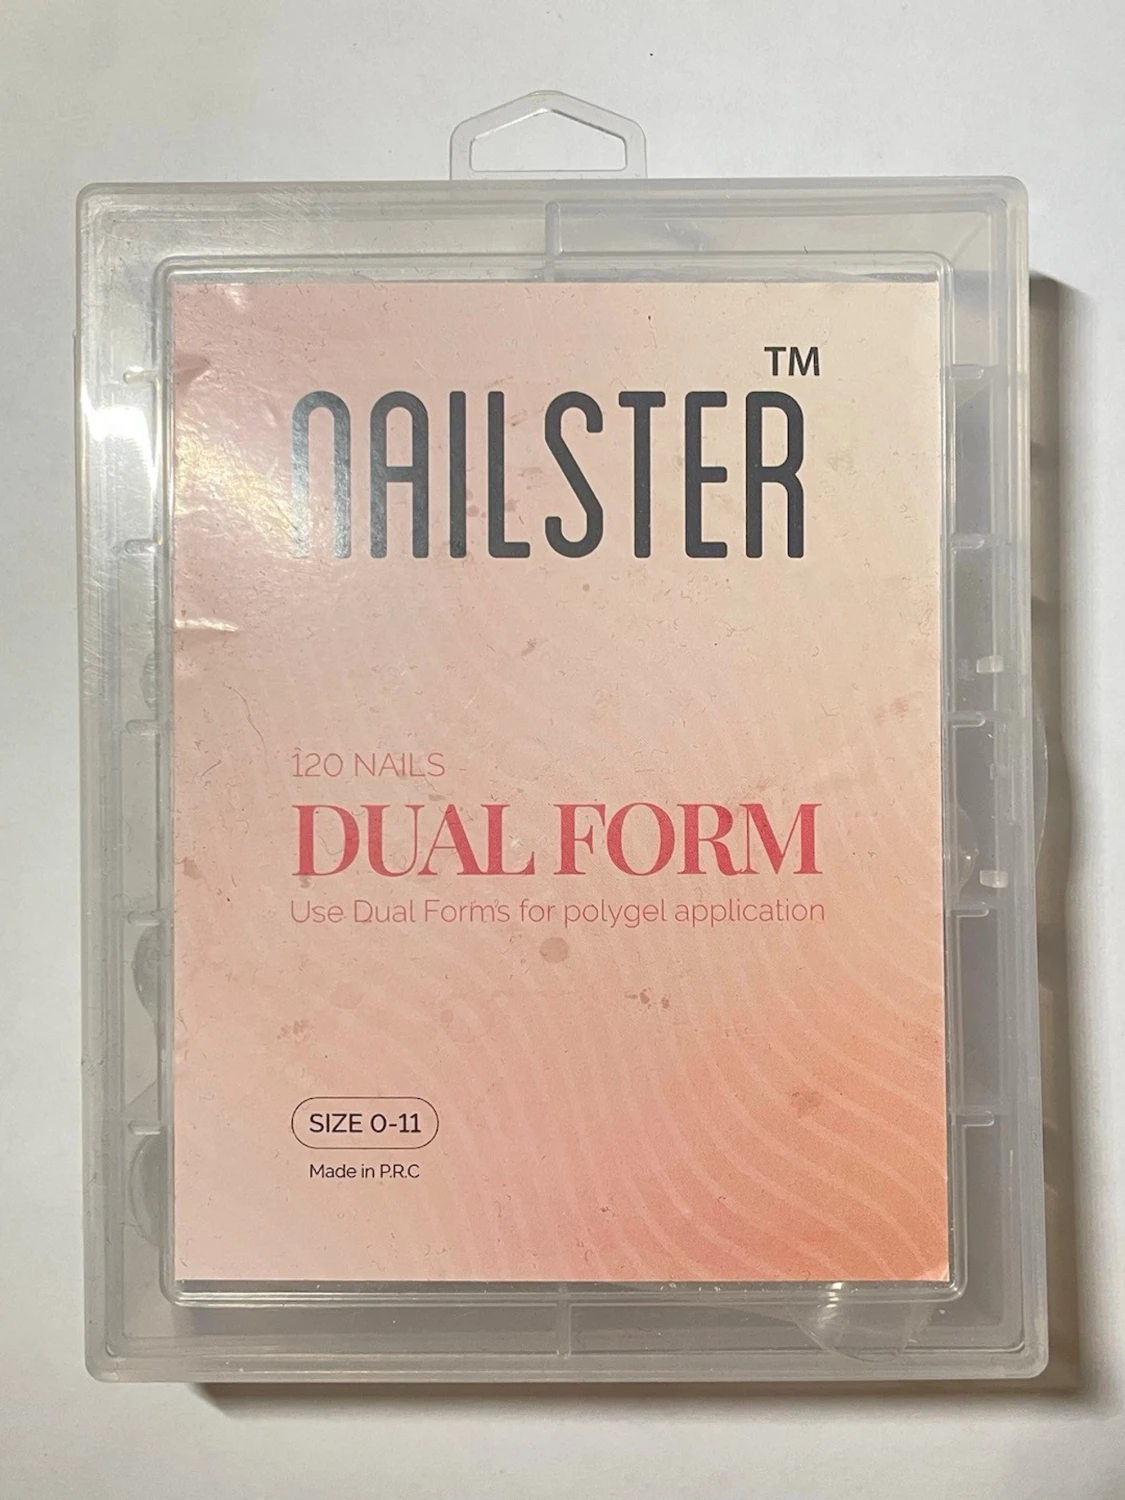 NAILSTER™
120 NAILS
DUAL FORM
Use Dual Forms for polygel application
SIZE 0-11
Made in P.R.C